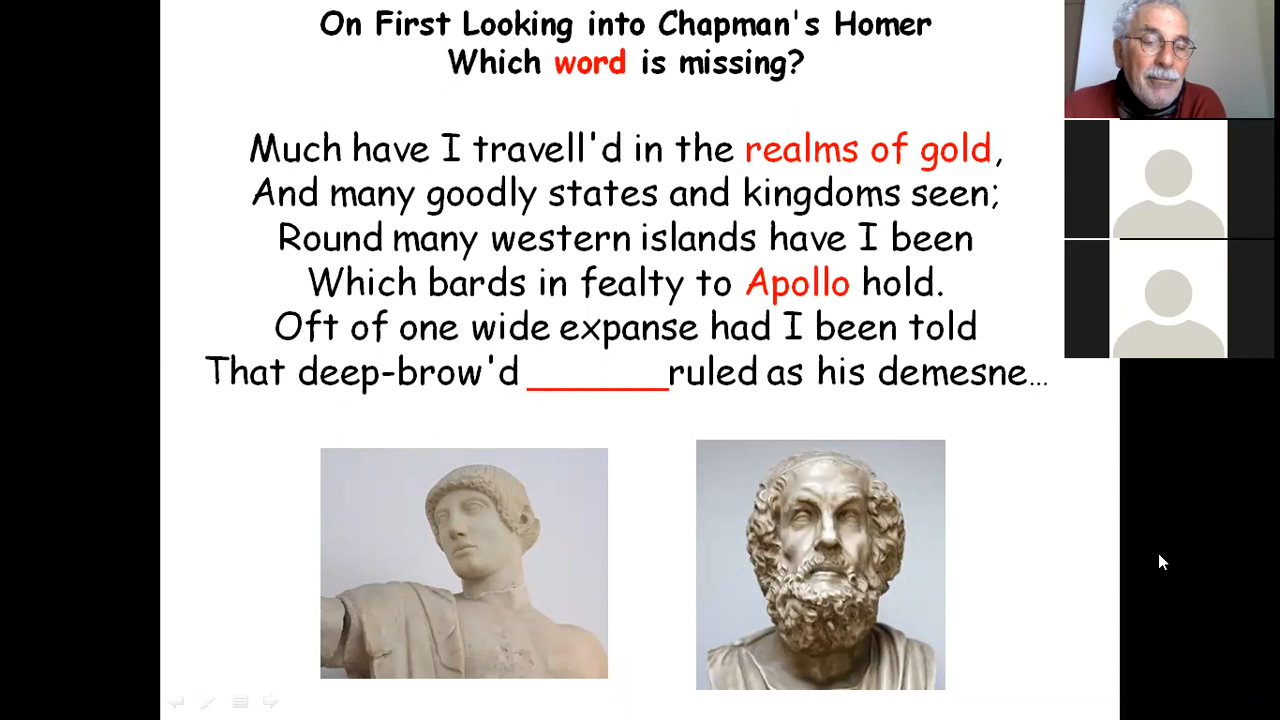 On First Looking into Chapman's Homer
Which word is missing?
Much have I travell'd in the realms of gold,
And many goodly states and kingdoms seen;
Round many western islands have I been
Which bards in fealty to Apollo hold.
Oft of one wide expanse had I been told
That deep-brow'd ______ruled as his demesne...